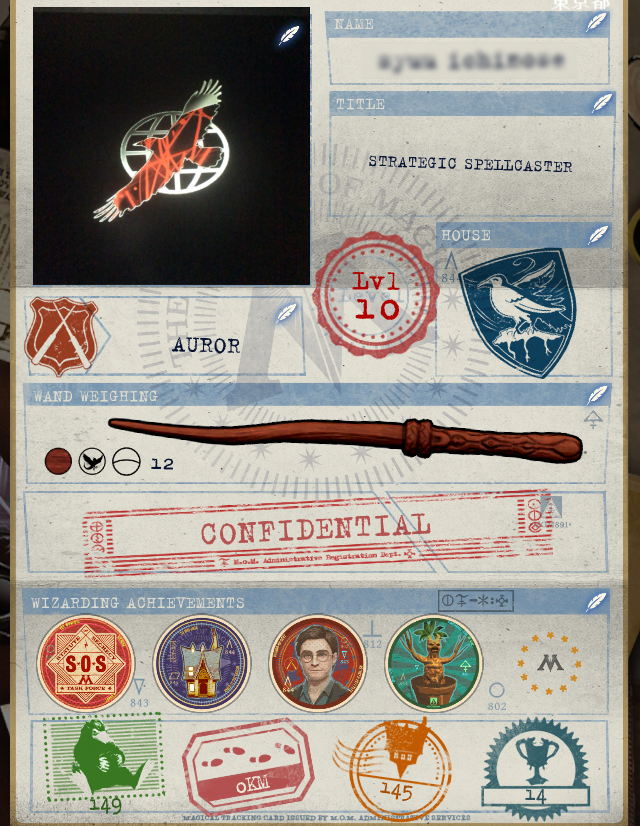 東京都
NAME
TITLE
STRATEGIC SPELLCASTER
HOUSE
Lvl
10
AUROR
WAND WEIGHING
12
CONFIDENTIAL
M.o.M. Administrative Registration Dept.
WIZARDING ACHIEVEMENTS
S.O.S
TASK FORCE
844
812
843
802
149
0KM
145
14
MAGICAL TRACKING CARD ISSUED BY M.O.M. ADMINISTRATIVE SERVICES